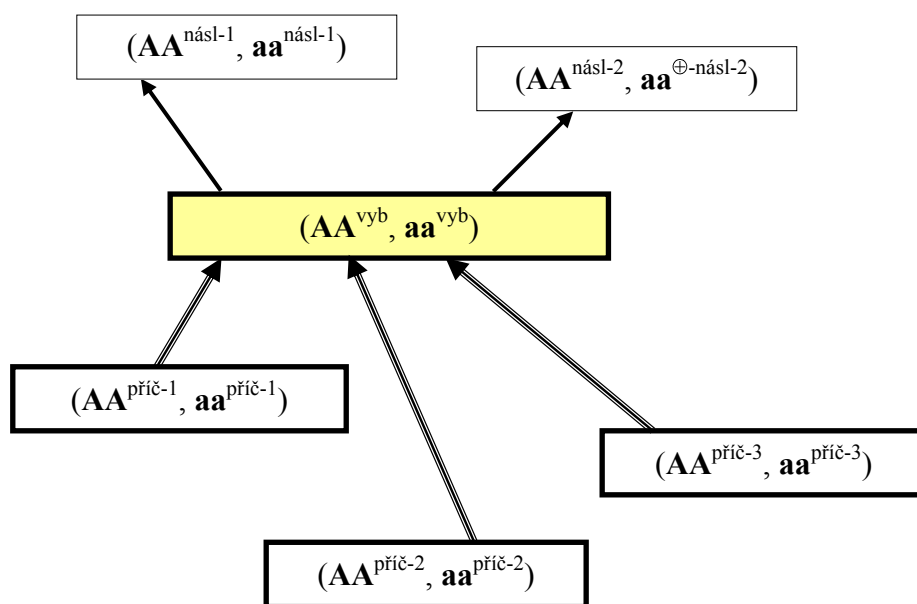 (AA^násl-1, aa^násl-1)
(AA^násl-2, aa^⊕-násl-2)
(AA^vyb, aa^vyb)
(AA^příč-1, aa^příč-1)
(AA^příč-3, aa^příč-3)
(AA^příč-2, aa^příč-2)